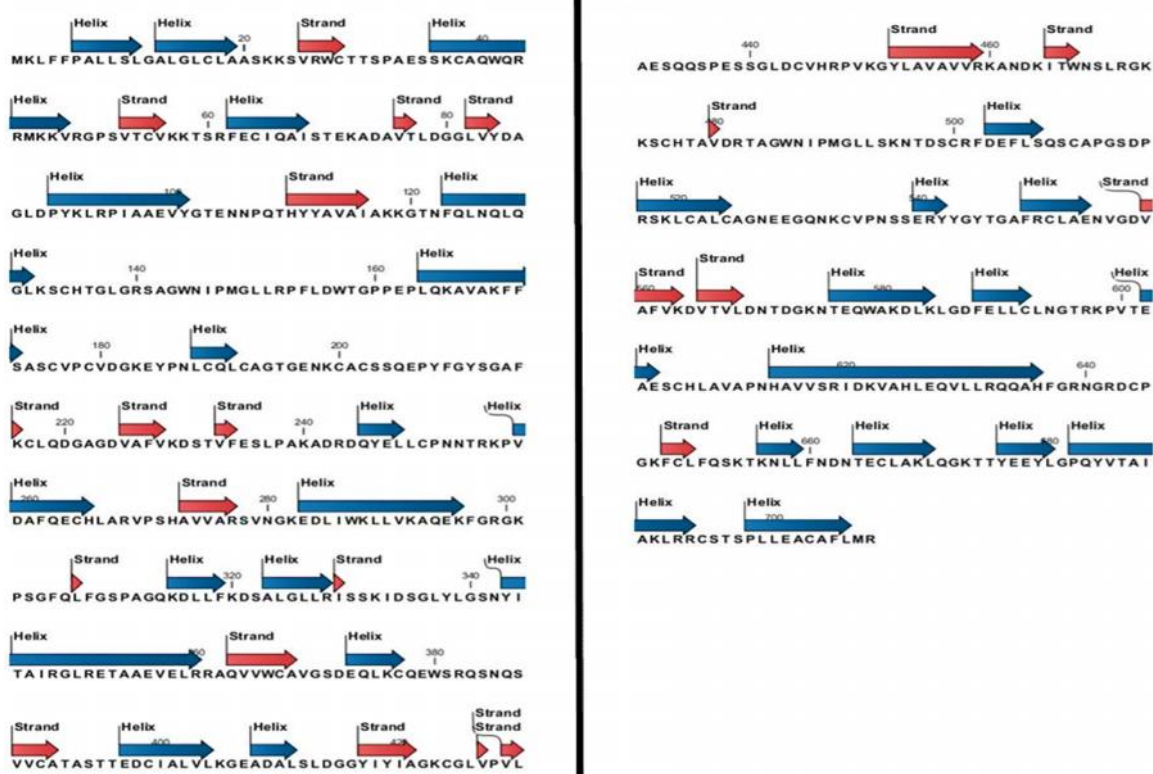 Helix Helix Strand Helix
20 40
MKLFFPALLSLGALGLCLAASKKSVRWCTTSPAESSKCAQWQR
Helix Strand Helix Strand Strand
60 80
RMKKVRGPSVTCVKKTSRFECIQAISTEKADAVTLDGGLVYDA
Helix Strand Helix
100 120
GLDPYKLRPIAAEVYGTENNPQTHYYAVAIAKKGTNFQLNQLQ
Helix Helix
140 160
GLKSCHTGLGRSAGWNIPMGLLRPFLDWTGPPEPLQKAVAKFF
Helix Helix
180 200
SASCVPCVDGKEYPNLCQLCAGTGENKCACSSQEPYFGYSGAF
Strand Strand Strand Helix Helix
220 240
KCLQDGAGDVAFVKDSTVFESLPAKADRDQYELLCPNNTRKPV
Helix Strand Helix
260 280 300
DAFQECHLARVPSHAVVARSVNGKEDLIWKLLVKAQEKFGRGK
Strand Helix Helix Strand Helix
320 340
PSGFQLFGSPAGQKDLLFKDSALGLLRISSKIDSGLYLGSNYI
Helix Strand Helix
360 380
TAIRGLRETAAEVELRRAQVVWCAVGSDEQLKCQEWSRQSNQS
Strand
Strand Helix Helix Strand Strand
400 420
VVCATASTTEDCIALVLKGEADALSLDGGYIYIAGKCGLVPVL
Strand Strand
440 460
AESQQSPESSGLDCVHRPVKGYLAVAVVRKANDKITWNSLRGK
Strand Helix
480 500
KSCHTAVDRTAGWNIPMGLLSKNTDSCRFDEFLSQSCAPGSDP
Helix Helix Helix Strand
520 540
RSKLCALCAGNEEGQNKCVPNSSERYYGYTGAFRCLAENVGDV
Strand Strand Helix Helix Helix
560 580 600
AFVKDVTVLDNTDGKNTEQWAKDLKLGDFELLCLNGTRKPVTE
Helix Helix
620 640
AESCHLAVAPNHAVVSRIDKVAHLEQVLLRQQAHFGRNGRDCP
Strand Helix Helix Helix Helix
660 680
GKFCLFQSKTKNLLFNDNTECLAKLQGKTTYEEYLGPQYVTAI
Helix Helix
700
AKLRRCSTSPLLEACAFLMR